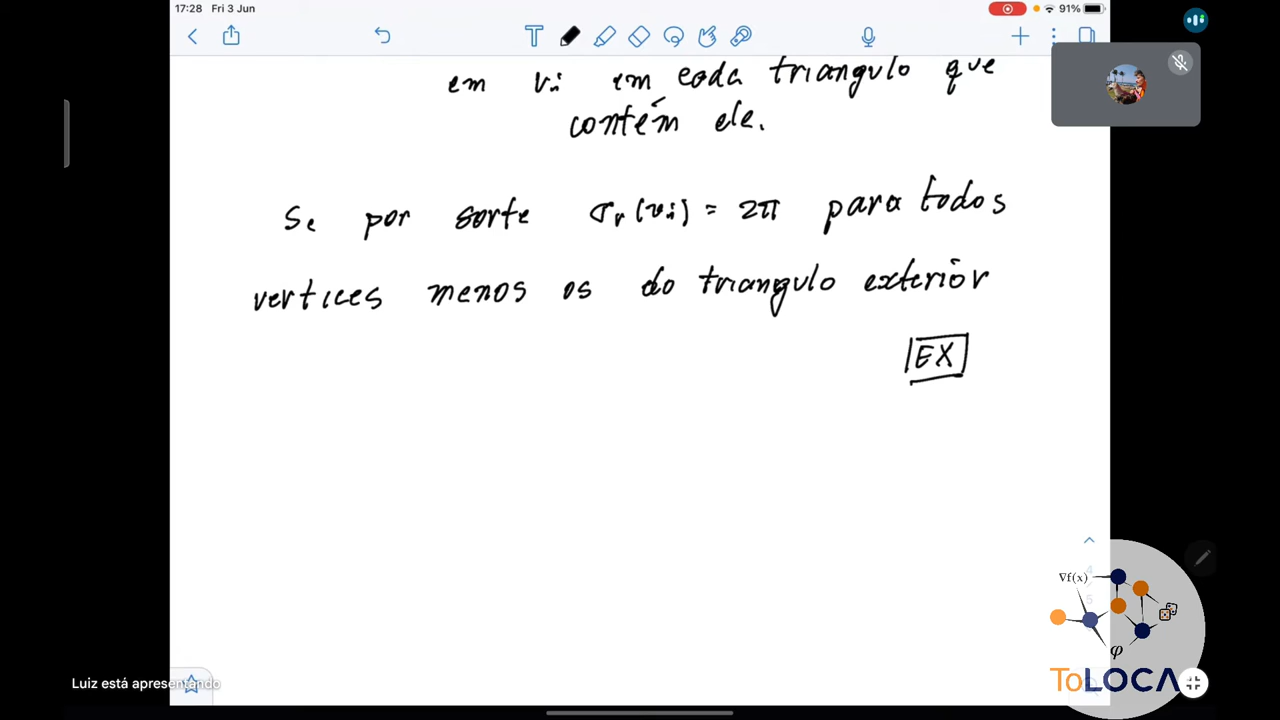 17:28 Fri 3 Jun
91%
em vi em cada triangulo que
contém ele.
Se por sorte σr(vi) = 2π para todos
vertices menos os do triangulo exteriór
EX
∇f(x)
φ
ToLOCA
Luiz está apresentando